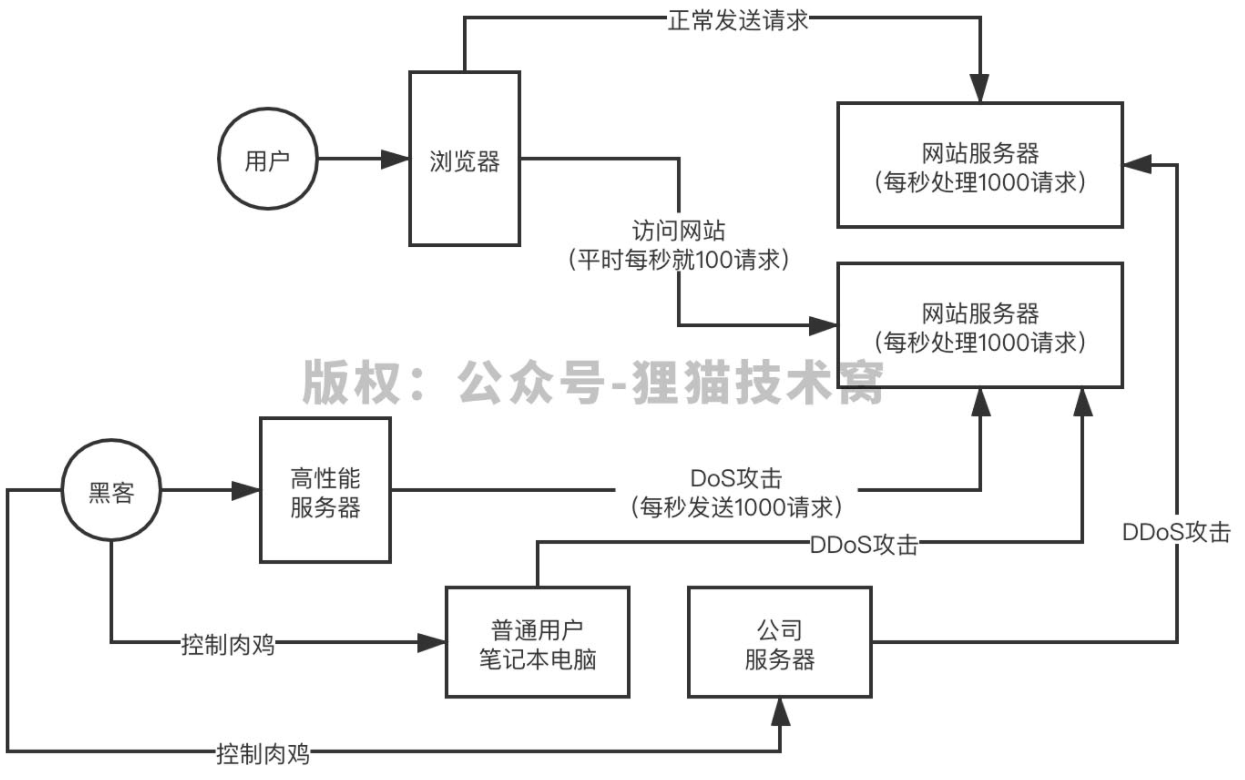 正常发送请求
用户
浏览器
网站服务器
（每秒处理1000请求）
访问网站
（平时每秒就100请求）
网站服务器
（每秒处理1000请求）
版权：公众号-狸猫技术窝
黑客
高性能
服务器
DoS攻击
（每秒发送1000请求）
DDoS攻击
DDoS攻击
控制肉鸡
普通用户
笔记本电脑
公司
服务器
控制肉鸡